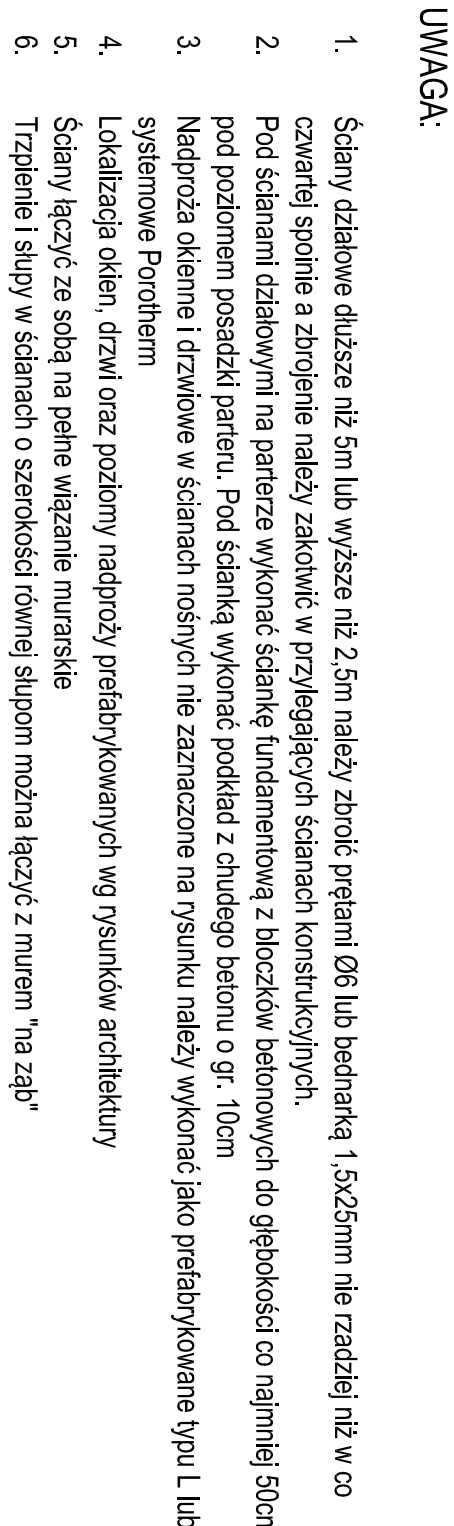 UWAGA:
1. Ściany działowe dłuższe niż 5m lub wyższe niż 2,5m należy zbroić prętami Ø6 lub bednarką 1,5x25mm nie rzadziej niż w co
czwartej spoinie a zbrojenie należy zakotwić w przylegających ścianach konstrukcyjnych.
2. Pod ścianami działowymi na parterze wykonać ściankę fundamentową z bloczków betonowych do głębokości co najmniej 50cm
pod poziomem posadzki parteru. Pod ścianką wykonać podkład z chudego betonu o gr. 10cm
3. Nadproża okienne i drzwiowe w ścianach nośnych nie zaznaczone na rysunku należy wykonać jako prefabrykowane typu L lub
systemowe Porotherm
4. Lokalizacja okien, drzwi oraz poziomy nadproży prefabrykowanych wg rysunków architektury
5. Ściany łączyć ze sobą na pełne wiązanie murarskie
6. Trzpienie i słupy w ścianach o szerokości równej słupom można łączyć z murem "na ząb"